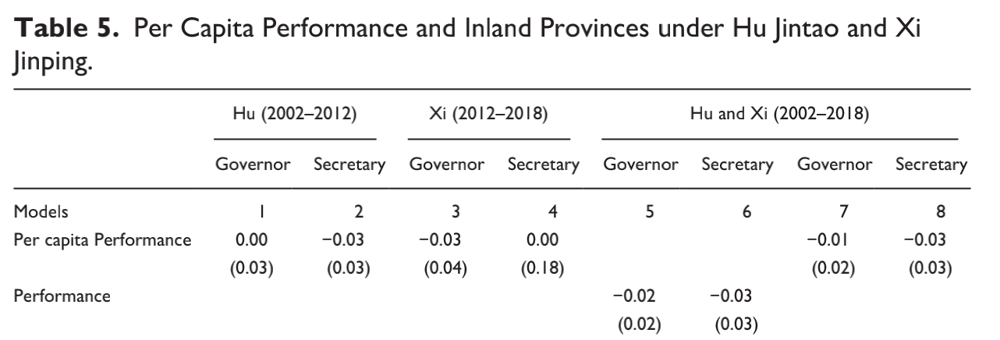 Table 5. Per Capita Performance and Inland Provinces under Hu Jintao and Xi
Jinping.
Hu (2002–2012) Xi (2012–2018) Hu and Xi (2002–2018)
Governor Secretary Governor Secretary Governor Secretary Governor Secretary
Models 1 2 3 4 5 6 7 8
Per capita Performance 0.00 −0.03 −0.03 0.00 −0.01 −0.03
(0.03) (0.03) (0.04) (0.18) (0.02) (0.03)
Performance −0.02 −0.03
(0.02) (0.03)